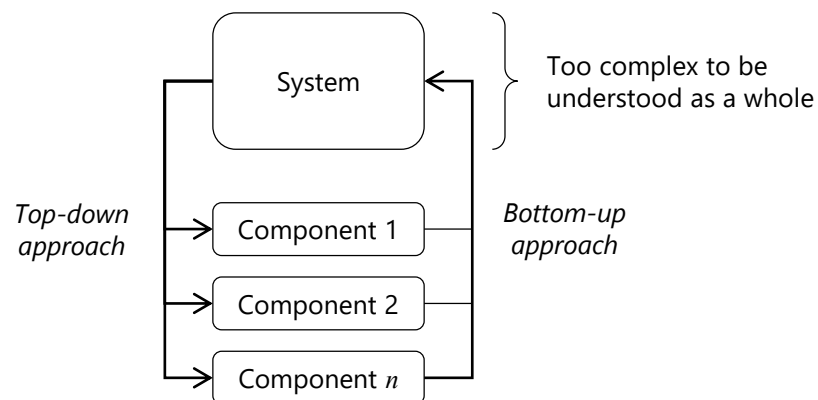 System
Too complex to be
understood as a whole
Top-down
approach
Component 1
Component 2
Component n
Bottom-up
approach